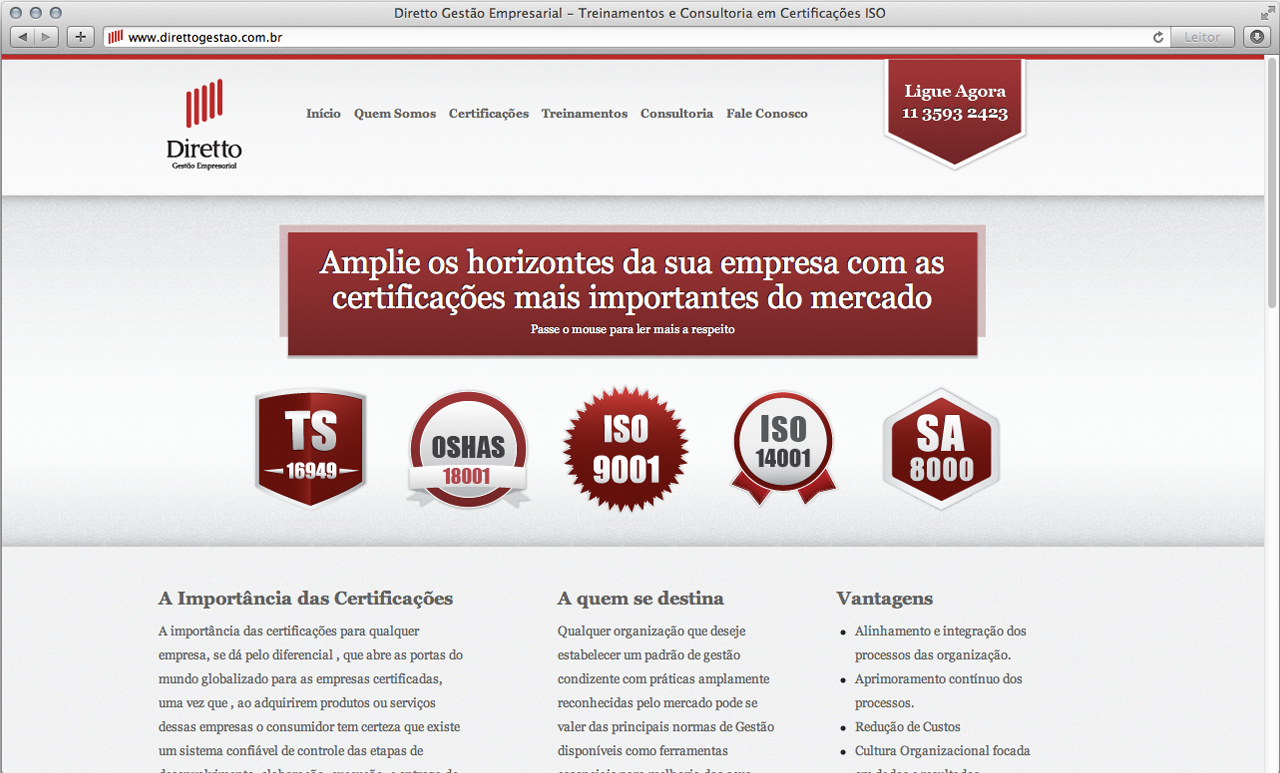 Diretto Gestão Empresarial – Treinamentos e Consultoria em Certificações ISO
www.direttogestao.com.br
Leitor
Diretto
Gestão Empresarial
Início Quem Somos Certificações Treinamentos Consultoria Fale Conosco
Ligue Agora
11 3593 2423
Amplie os horizontes da sua empresa com as
certificações mais importantes do mercado
Passe o mouse para ler mais a respeito
TS
16949
OSHAS
18001
ISO
9001
ISO
14001
SA
8000
A Importância das Certificações
A importância das certificações para qualquer
empresa, se dá pelo diferencial , que abre as portas do
mundo globalizado para as empresas certificadas,
uma vez que , ao adquirirem produtos ou serviços
dessas empresas o consumidor tem certeza que existe
um sistema confiável de controle das etapas de
A quem se destina
Qualquer organização que deseje
estabelecer um padrão de gestão
condizente com práticas amplamente
reconhecidas pelo mercado pode se
valer das principais normas de Gestão
disponíveis como ferramentas
Vantagens
Alinhamento e integração dos
processos das organização.
Aprimoramento contínuo dos
processos.
Redução de Custos
Cultura Organizacional focada